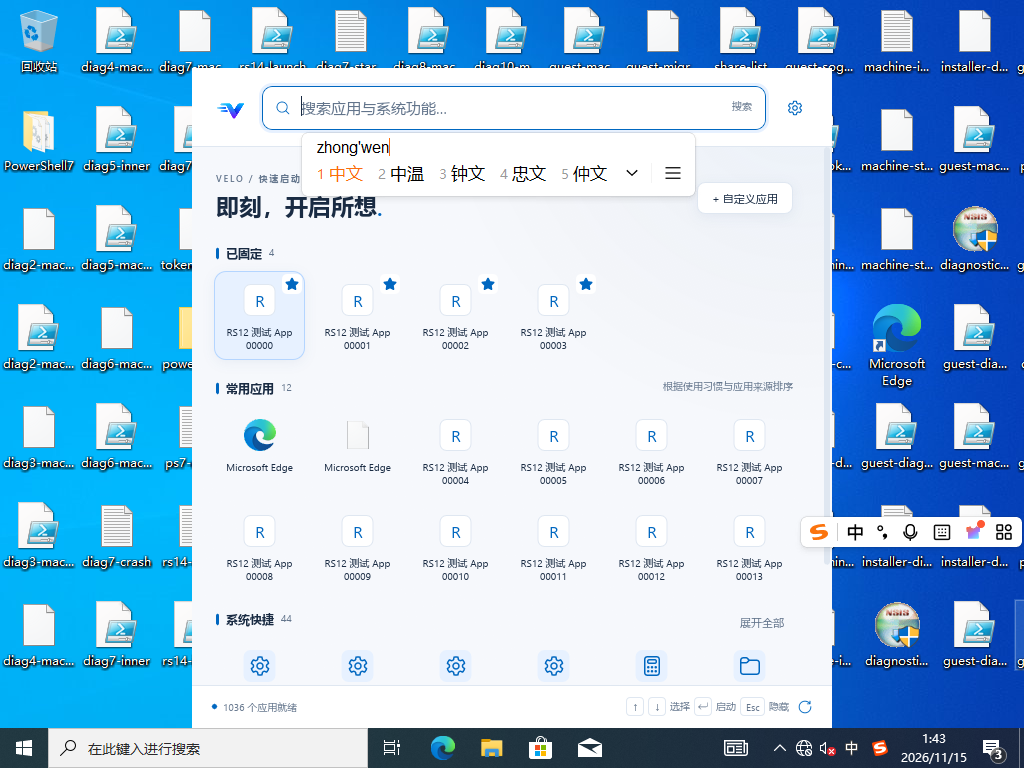 回收站
diag4-mac...
diag7-mac
rs14-launch
diag7-star
diag8-mac
diag10-m
guest-mac
guest-migr
share-list
guest-sog...
machine-i...
installer-d...
搜索应用与系统功能...
搜索
zhong'wen
1 中文 2 中温 3 钟文 4 忠文 5 仲文
VELO / 快速启动
即刻，开启所想.
+ 自定义应用
已固定 4
RS12 测试 App 00000
RS12 测试 App 00001
RS12 测试 App 00002
RS12 测试 App 00003
常用应用 12
根据使用习惯与应用来源排序
Microsoft Edge
Microsoft Edge
RS12 测试 App 00004
RS12 测试 App 00005
RS12 测试 App 00006
RS12 测试 App 00007
RS12 测试 App 00008
RS12 测试 App 00009
RS12 测试 App 00010
RS12 测试 App 00011
RS12 测试 App 00012
RS12 测试 App 00013
系统快捷 44
展开全部
1036 个应用就绪
↑ ↓ 选择 ↵ 启动 Esc 隐藏
PowerShell7
diag5-inner
machine-st...
guest-mac...
diag2-mac...
diag5-mac...
token
machine-st...
diagnostic...
diag2-mac...
diag6-mac...
powe
Microsoft Edge
guest-dia...
diag3-mac...
diag6-mac...
ps7-
guest-diag...
guest-mac...
中
diag3-mac...
diag7-crash
rs14-
installer-di...
installer-d...
diag4-mac...
diag7-inner
rs14-
diagnosti...
guest-dia...
在此键入进行搜索
中
1:43
2026/11/15
3